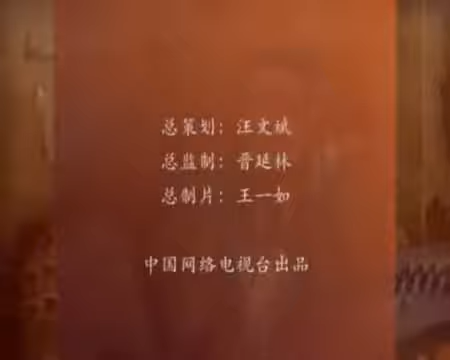 总策划：汪文斌
总监制：晋延林
总制片：王一如
中国网络电视台出品